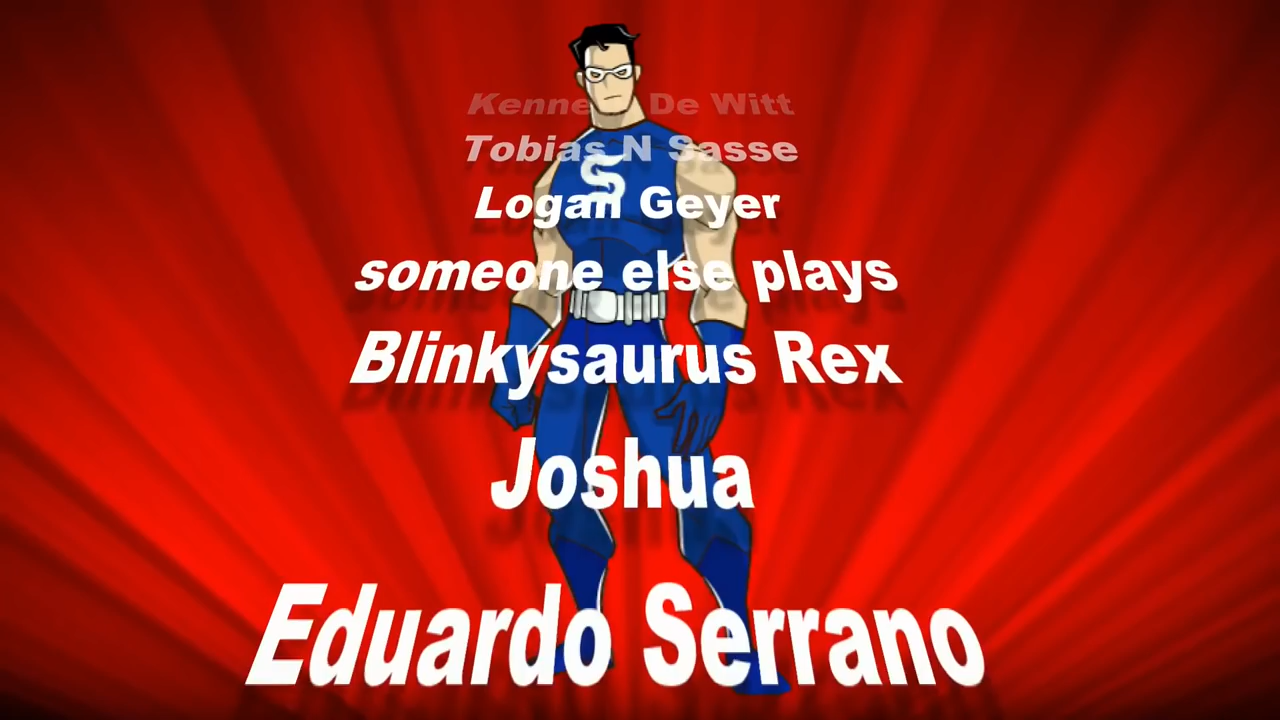 De Witt
Tobias N Sasse
S
Logan Geyer
someone else plays
Blinkysaurus Rex
Joshua
Eduardo Serrano